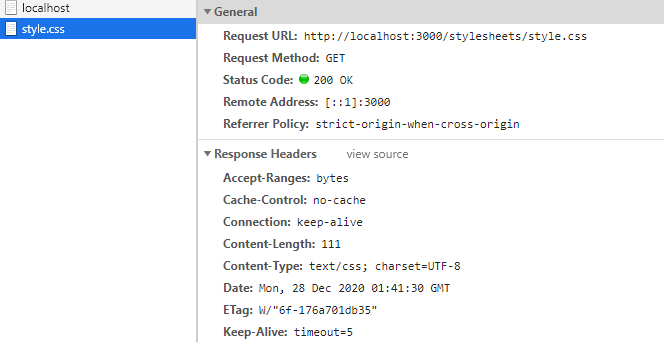 localhost
style.css
General
Request URL: http://localhost:3000/stylesheets/style.css
Request Method: GET
Status Code: 200 OK
Remote Address: [::1]:3000
Referrer Policy: strict-origin-when-cross-origin
Response Headers view source
Accept-Ranges: bytes
Cache-Control: no-cache
Connection: keep-alive
Content-Length: 111
Content-Type: text/css; charset=UTF-8
Date: Mon, 28 Dec 2020 01:41:30 GMT
ETag: W/"6f-176a701db35"
Keep-Alive: timeout=5